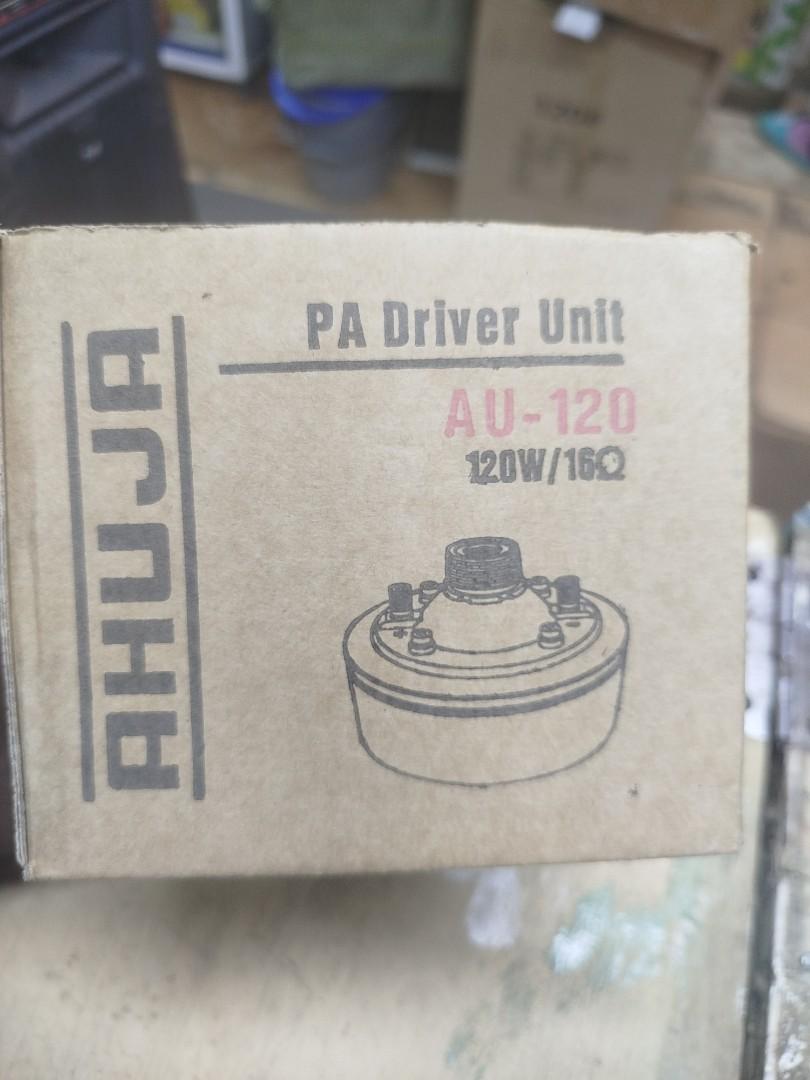 AHUJA
PA Driver Unit
AU-120
120W/16Ω
+ -